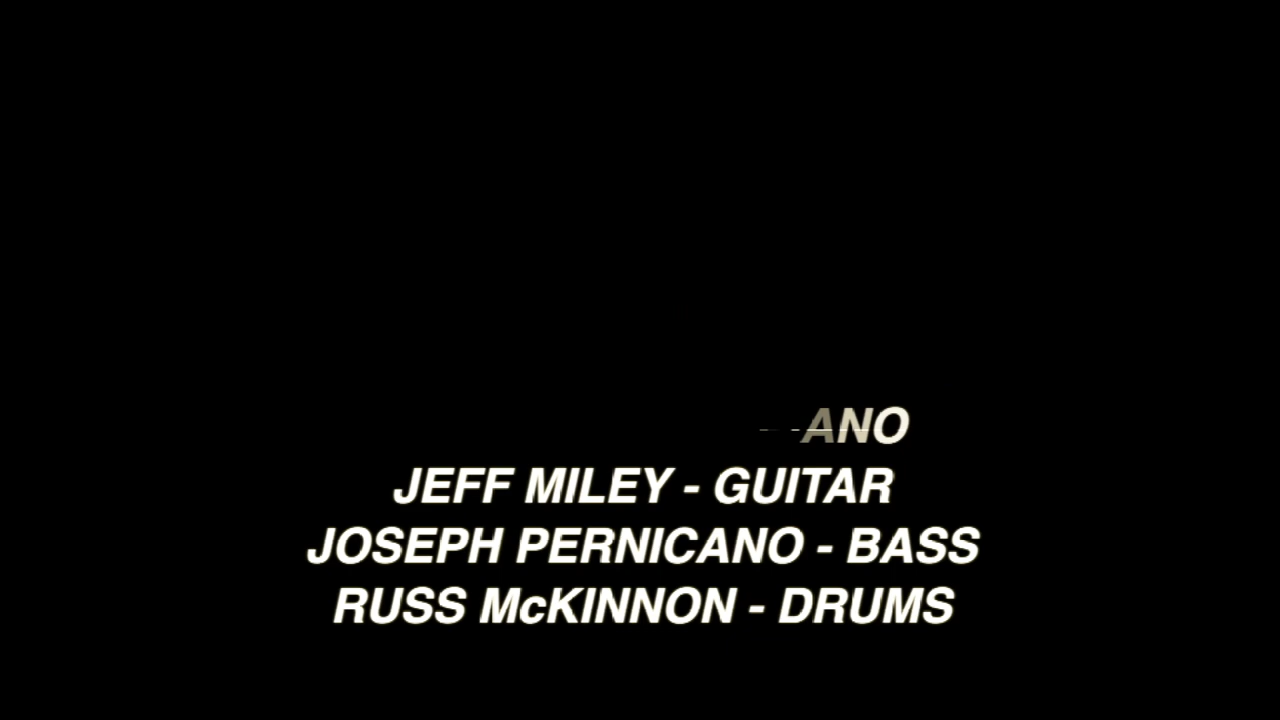 ANO
JEFF MILEY - GUITAR
JOSEPH PERNICANO - BASS
RUSS McKINNON - DRUMS